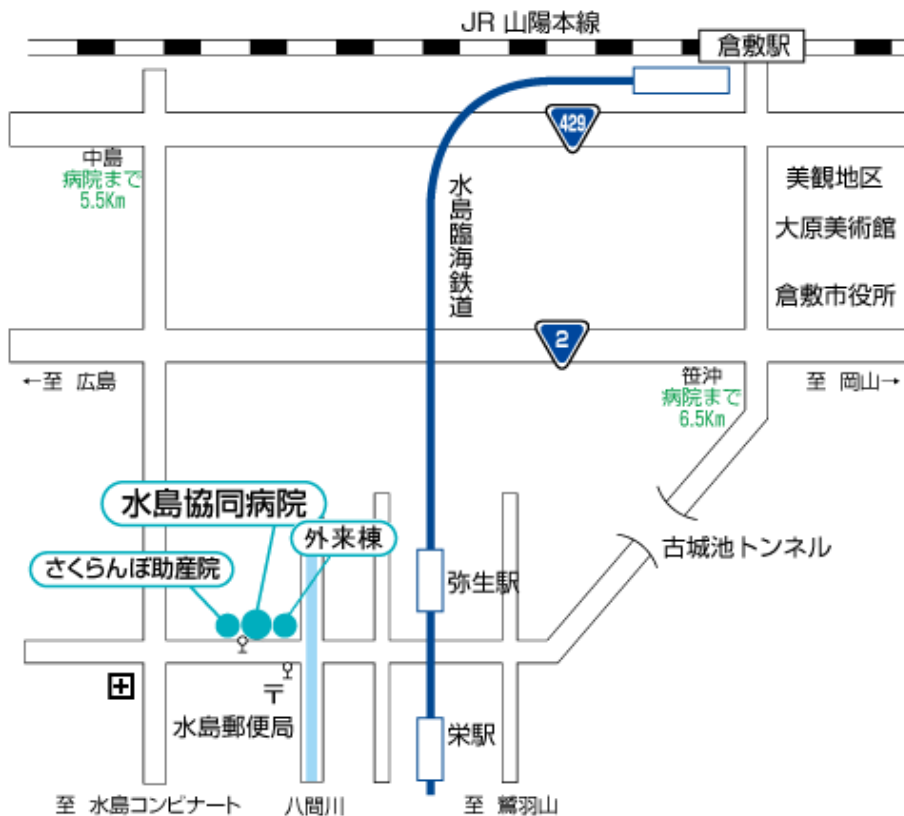 JR 山陽本線
倉敷駅
429
中島
病院まで
5.5Km
水島臨海鉄道
美観地区
大原美術館
倉敷市役所
2
←至 広島
笹沖
病院まで
6.5Km
至 岡山→
水島協同病院
外来棟
さくらんぼ助産院
古城池トンネル
弥生駅
〒
水島郵便局
栄駅
至 水島コンビナート
八間川
至 鷲羽山